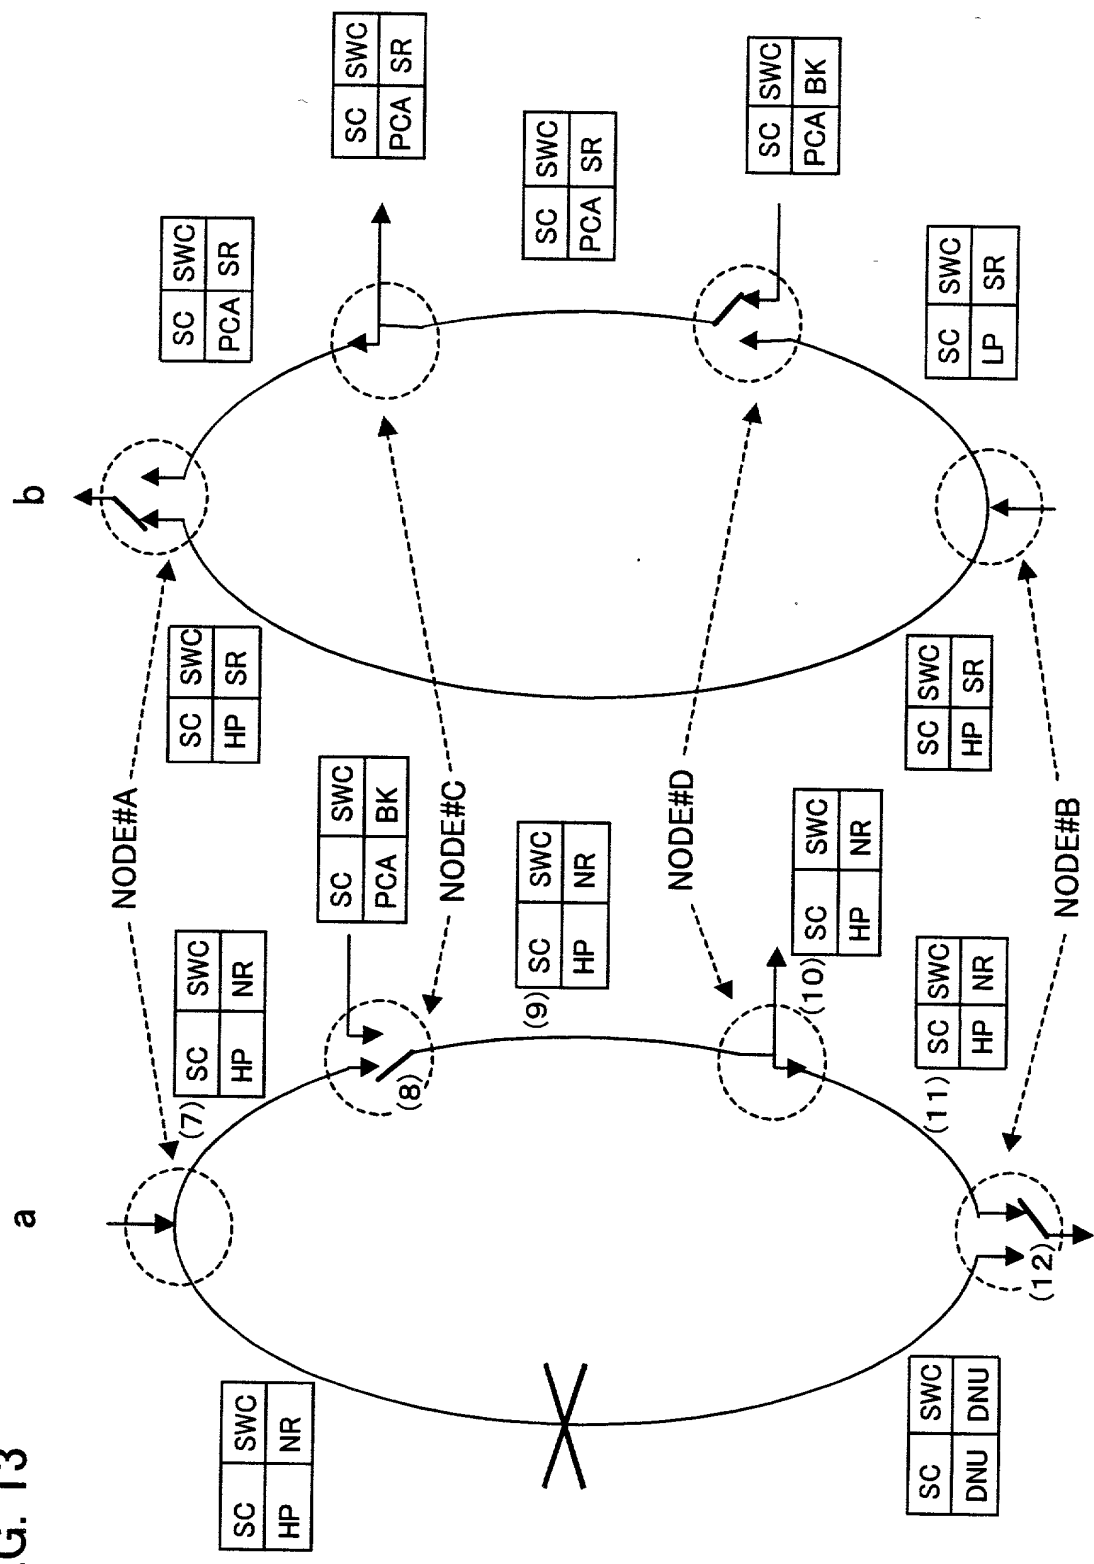 G. 13
a
b
SC SWC
HP NR
(7)
SC SWC
HP NR
NODE#A
SC SWC
HP SR
SC SWC
PCA SR
(8)
SC SWC
PCA BK
NODE#C
SC SWC
PCA SR
(9)
SC SWC
HP NR
SC SWC
PCA SR
NODE#D
(10)
SC SWC
HP NR
SC SWC
PCA BK
SC SWC
DNU DNU
(11)
SC SWC
HP NR
SC SWC
HP SR
SC SWC
LP SR
(12)
NODE#B